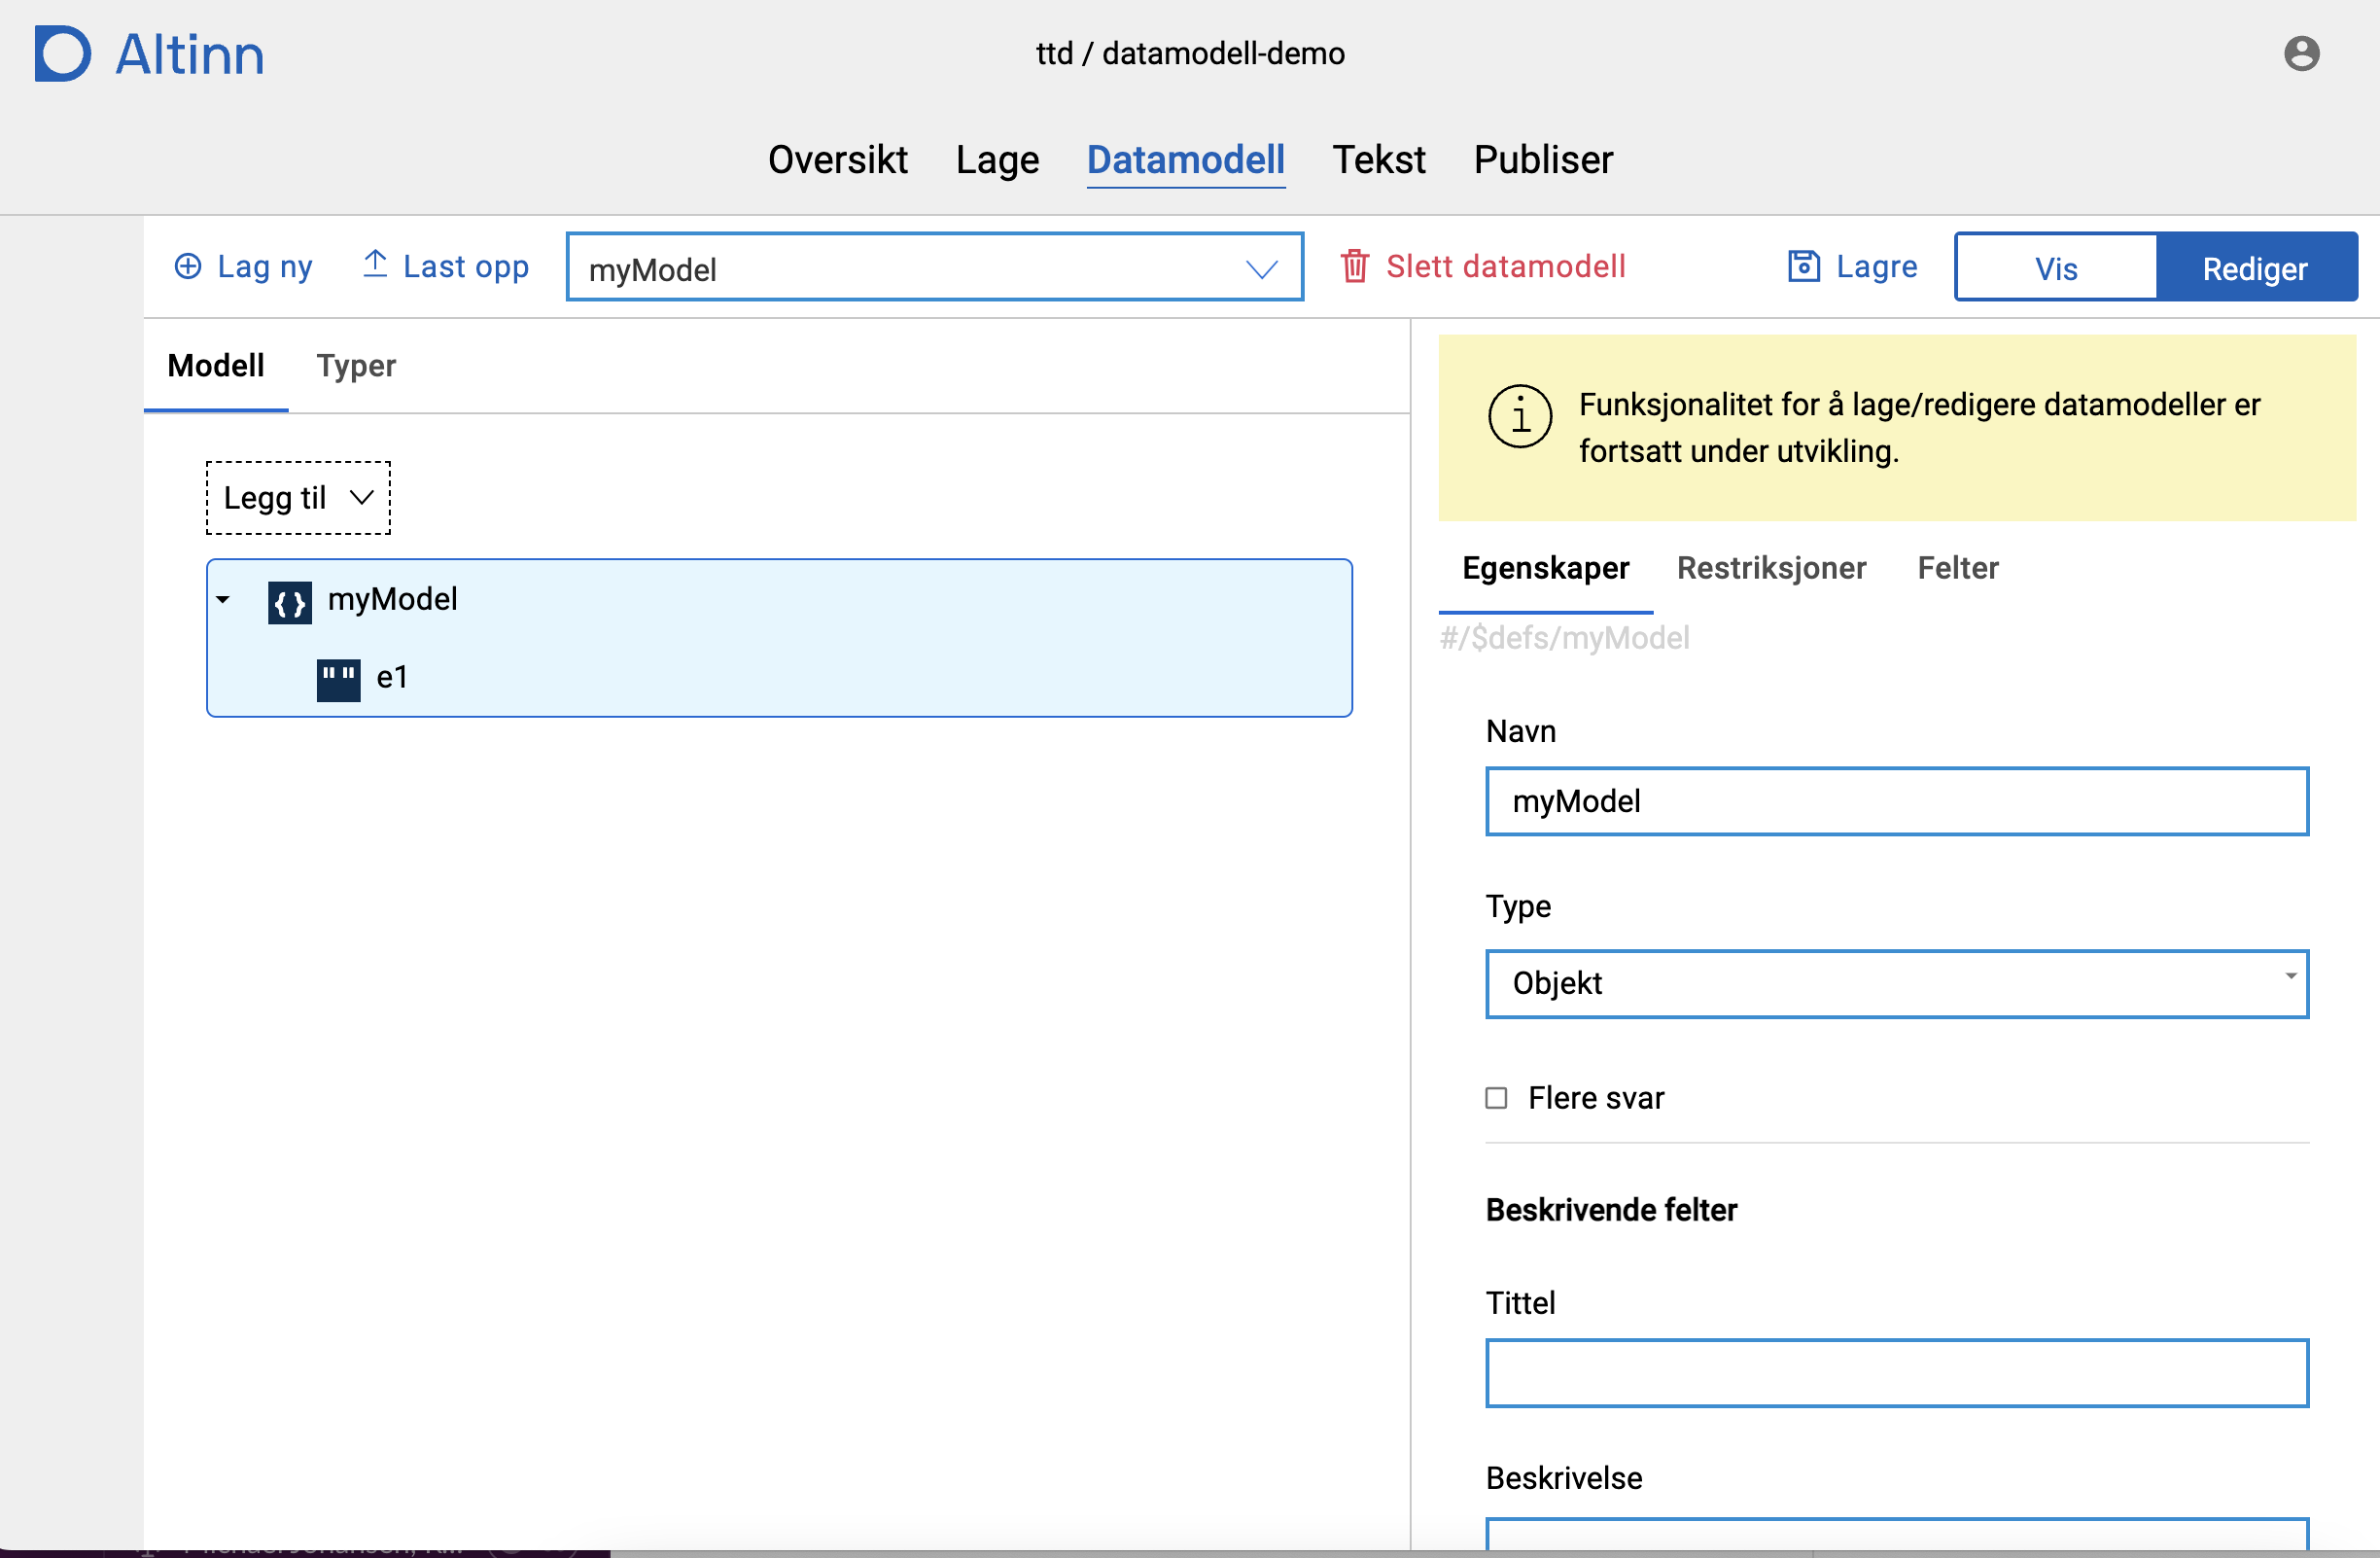 Altinn
ttd / datamodell-demo
Oversikt Lage Datamodell Tekst Publiser
Lag ny Last opp myModel Slett datamodell Lagre Vis Rediger
Modell Typer
Funksjonalitet for å lage/redigere datamodeller er
fortsatt under utvikling.
Legg til
myModel
e1
Egenskaper Restriksjoner Felter
#/$defs/myModel
Navn
myModel
Type
Objekt
Flere svar
Beskrivende felter
Tittel
Beskrivelse